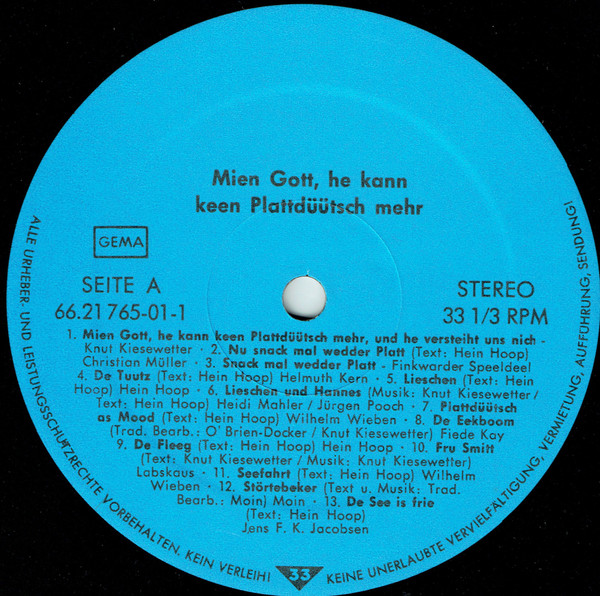 Mien Gott, he kann
keen Plattdüütsch mehr
GEMA
SEITE A
66.21 765-01-1
STEREO
33 1/3 RPM
1. Mien Gott, he kann keen Plattdüütsch mehr, und he versteiht uns nich -
Knut Kiesewetter · 2. Nu snack mal wedder Platt (Text: Hein Hoop)
Christian Müller · 3. Snack mal wedder Platt - Finkwarder Speeldeel
4. De Tuutz (Text: Hein Hoop) Helmuth Kern · 5. Lieschen (Text: Hein
Hoop) Hein Hoop · 6. Lieschen und Hannes (Musik: Knut Kiesewetter /
Text: Hein Hoop) Heidi Mahler / Jürgen Pooch · 7. Plattdüütsch
as Mood (Text: Hein Hoop) Wilhelm Wieben · 8. De Eekboom
(Trad. Bearb.: O' Brien-Docker / Knut Kiesewetter) Fiede Kay
9. De Fleeg (Text: Hein Hoop) Hein Hoop · 10. Fru Smitt
(Text: Knut Kiesewetter / Musik: Knut Kiesewetter)
Labskaus · 11. Seefahrt (Text: Hein Hoop) Wilhelm
Wieben · 12. Störtebeker (Text u. Musik: Trad.
Bearb.: Moin) Moin · 13. De See is frie
(Text: Hein Hoop)
Jens F. K. Jacobsen
ALLE URHEBER- UND LEISTUNGSSCHUTZRECHTE VORBEHALTEN. KEIN VERLEIH! 33 KEINE UNERLAUBTE VERVIELFÄLTIGUNG, VERMIETUNG, AUFFÜHRUNG, SENDUNG!